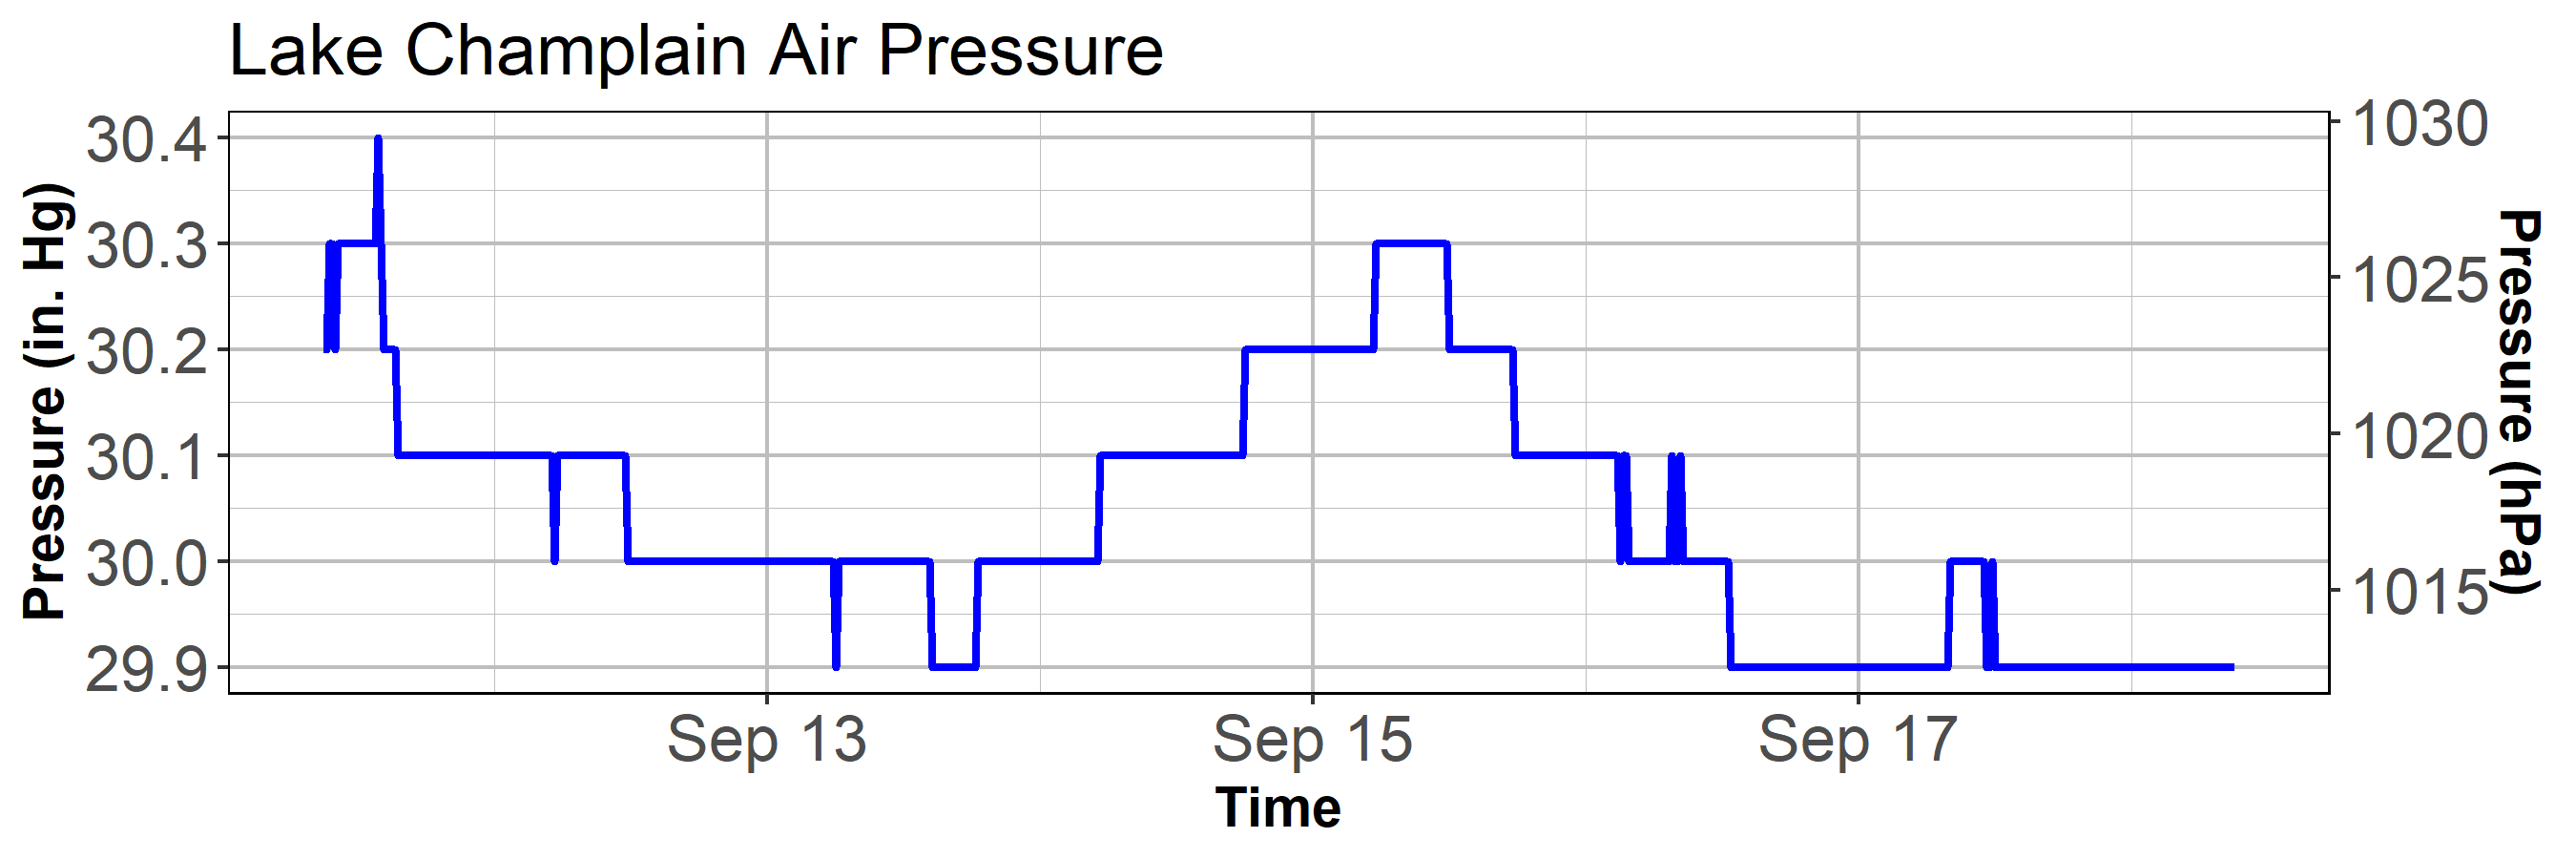 Lake Champlain Air Pressure
Pressure (in. Hg)
30.4
30.3
30.2
30.1
30.0
29.9
1030
1025
1020
1015
Pressure (hPa)
Sep 13
Sep 15
Sep 17
Time